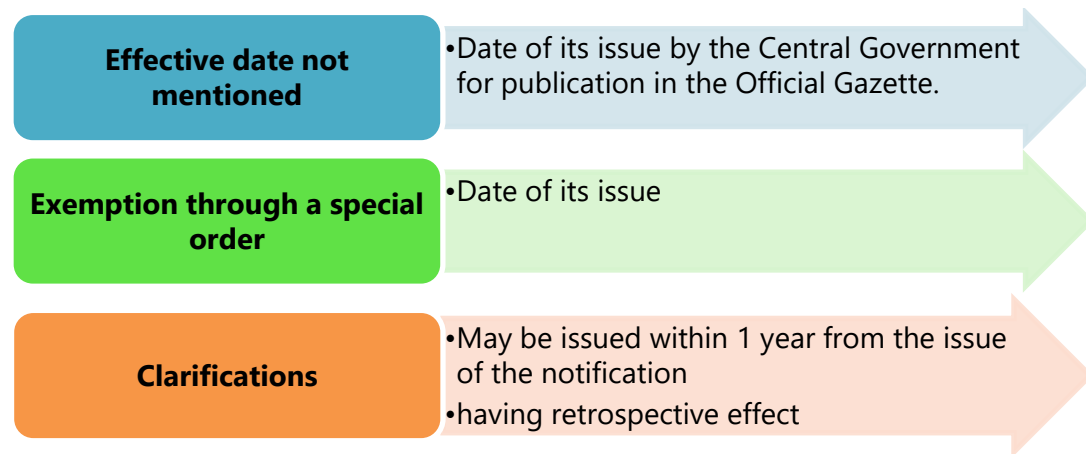 Effective date not
mentioned
•Date of its issue by the Central Government
for publication in the Official Gazette.
Exemption through a special
order
•Date of its issue
Clarifications
•May be issued within 1 year from the issue
of the notification
•having retrospective effect